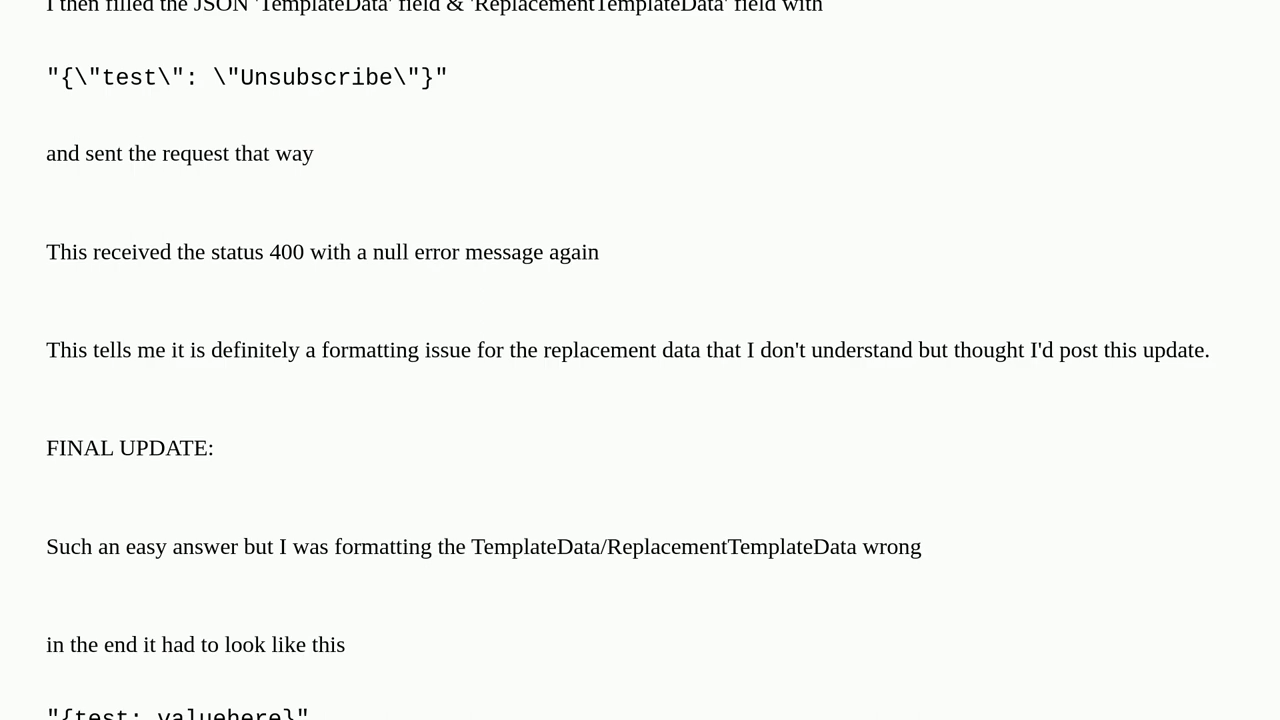 I then filled the JSON 'TemplateData' field & 'ReplacementTemplateData' field with
"{\"test\": \"Unsubscribe\"}"
and sent the request that way
This received the status 400 with a null error message again
This tells me it is definitely a formatting issue for the replacement data that I don't understand but thought I'd post this update.
FINAL UPDATE:
Such an easy answer but I was formatting the TemplateData/ReplacementTemplateData wrong
in the end it had to look like this
"{test: valuehere}"